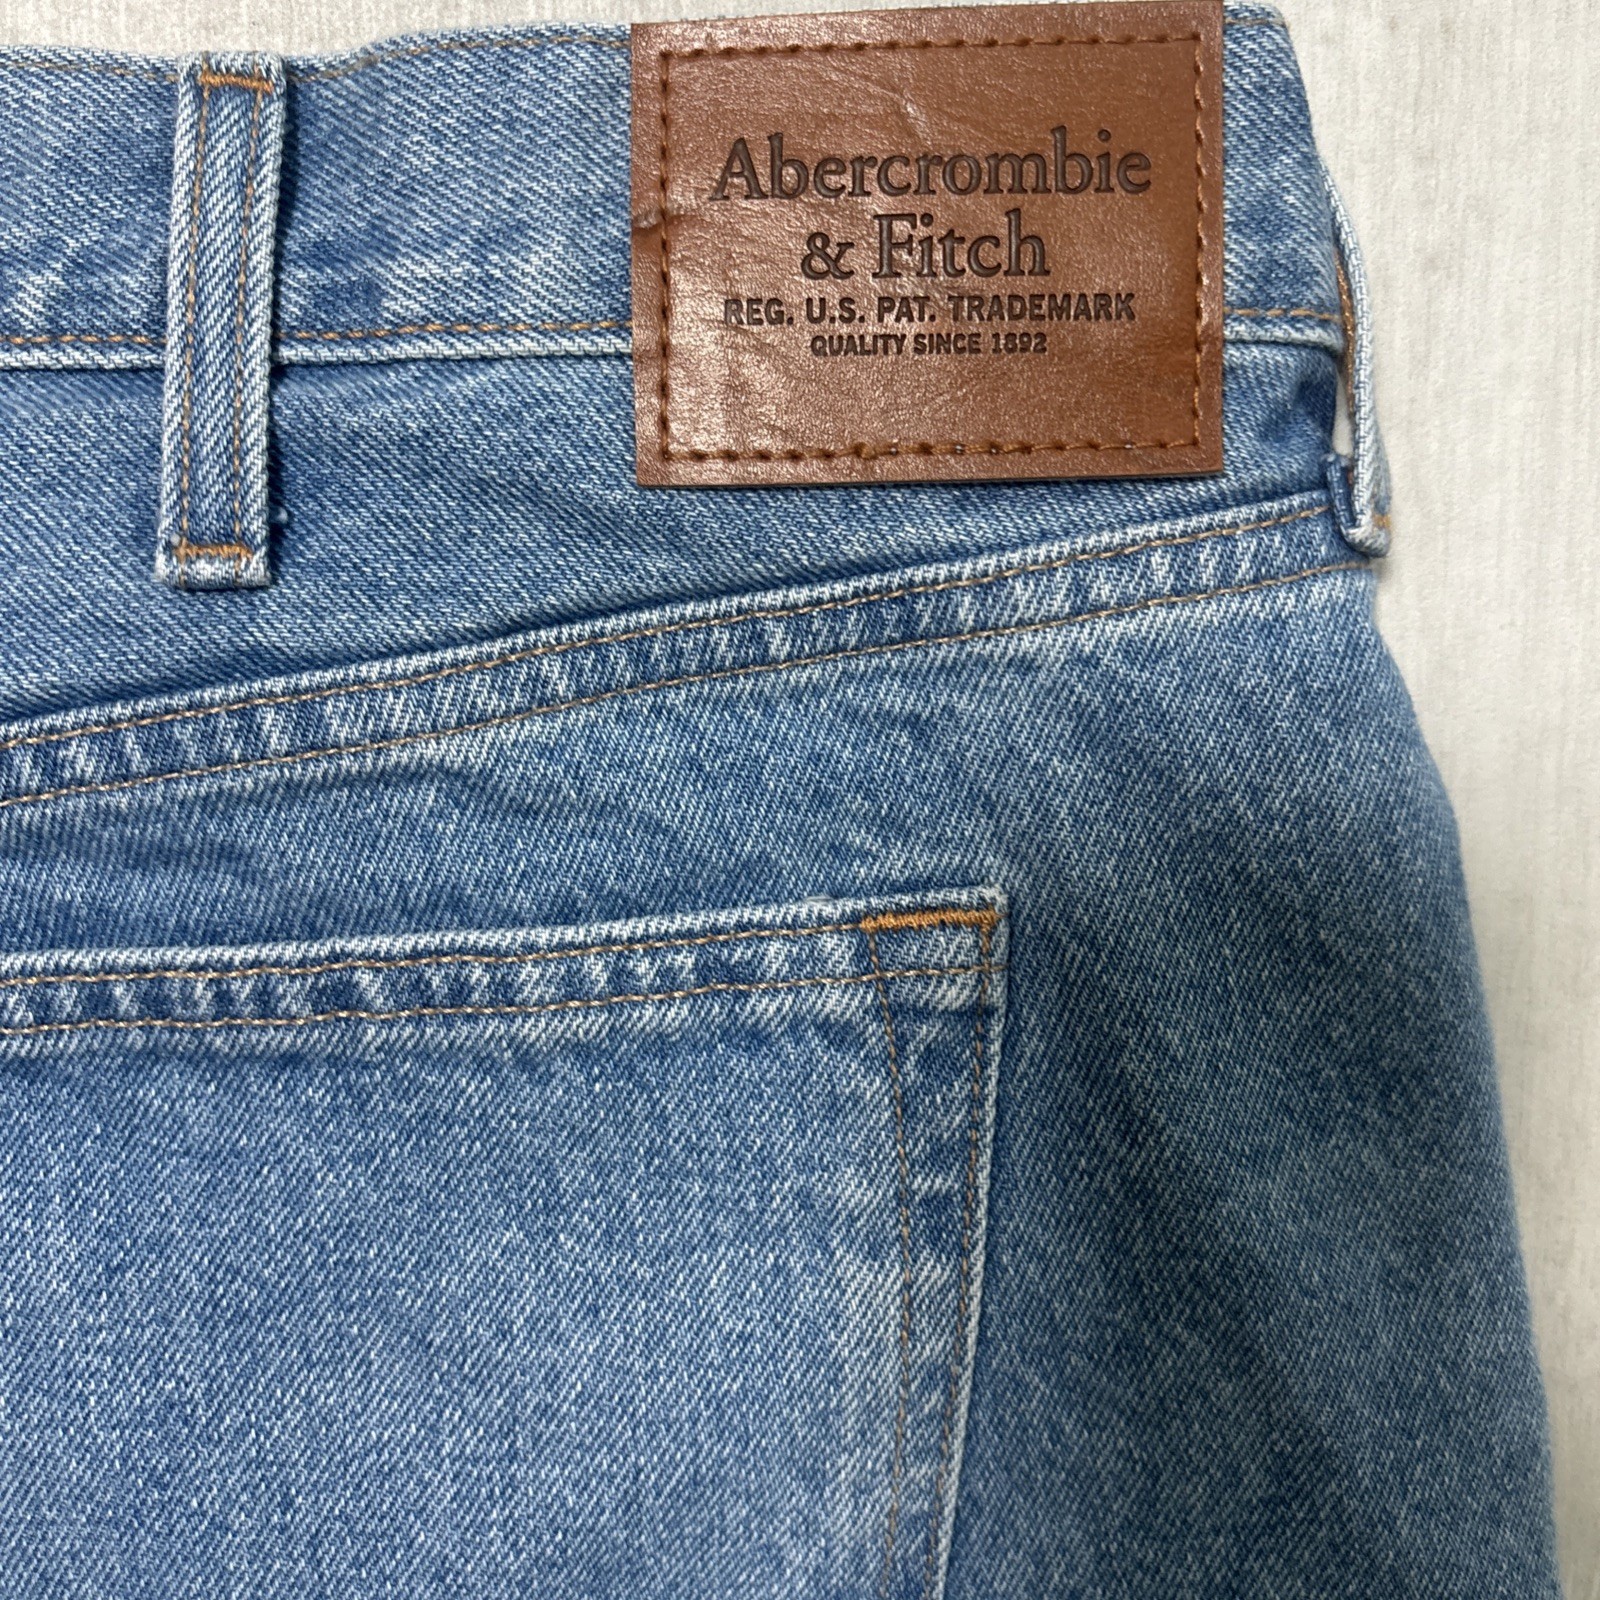 Abercrombie
& Fitch
REG. U.S. PAT. TRADEMARK
QUALITY SINCE 1892